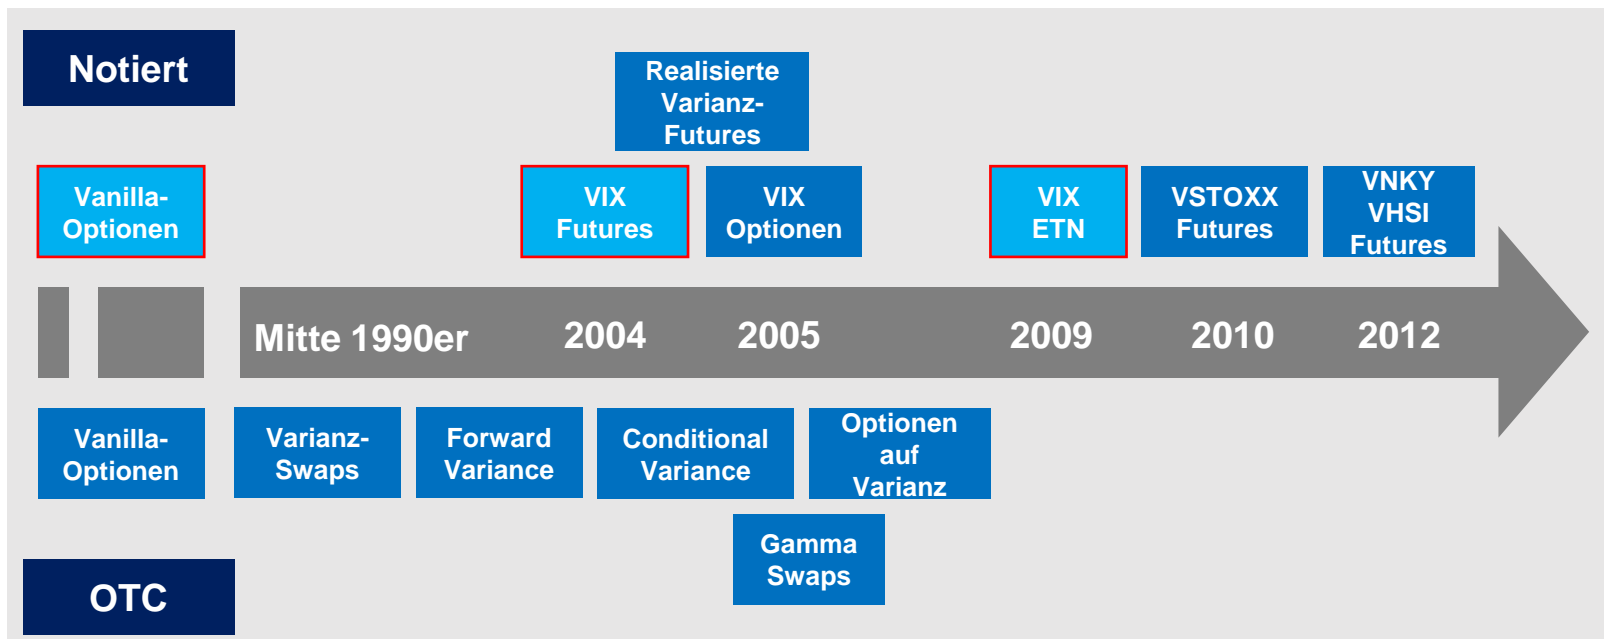 Notiert
Realisierte
Varianz-
Futures
Vanilla-
Optionen
VIX
Futures
VIX
Optionen
VIX
ETN
VSTOXX
Futures
VNKY
VHSI
Futures
Mitte 1990er
2004
2005
2009
2010
2012
Vanilla-
Optionen
Varianz-
Swaps
Forward
Variance
Conditional
Variance
Optionen
auf
Varianz
Gamma
Swaps
OTC